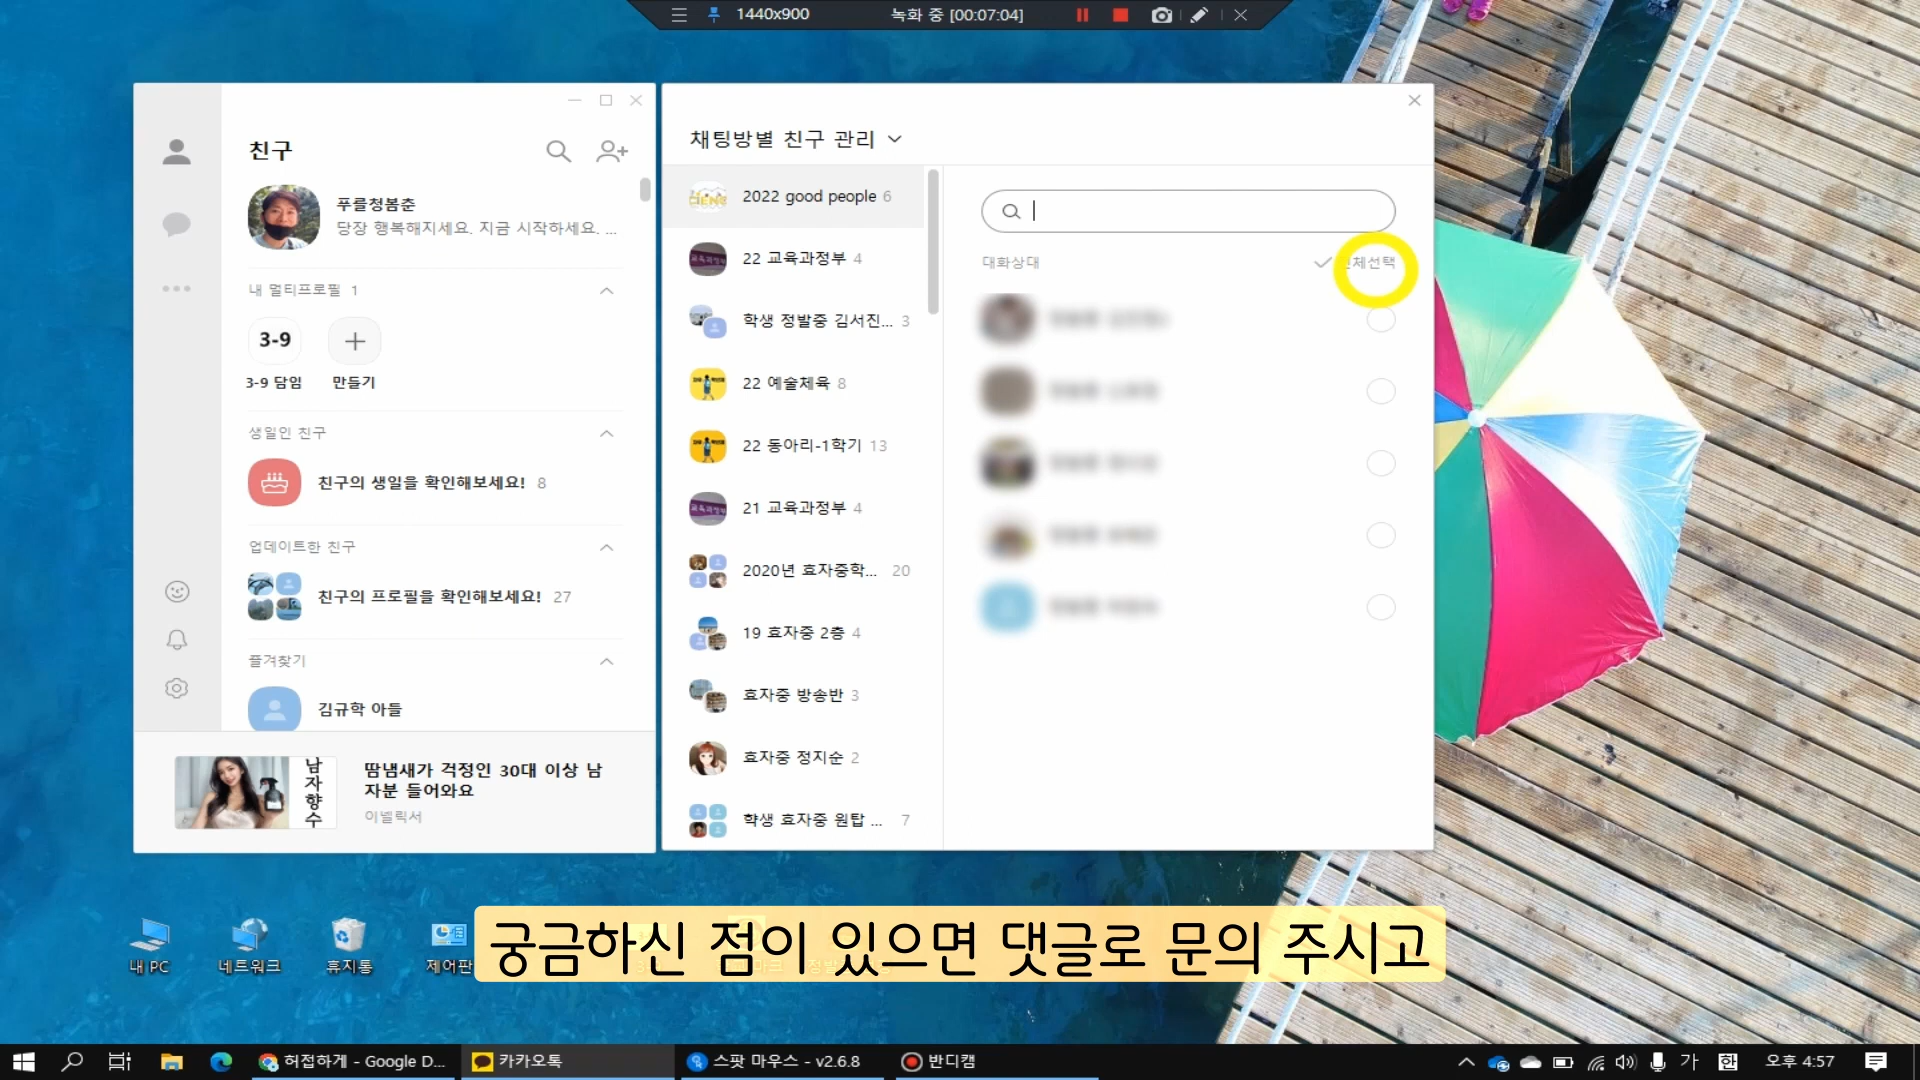 1440x900
녹화 중 [00:07:04]
친구
푸를청봄춘
당장 행복해지세요. 지금 시작하세요. ...
내 멀티프로필 1
3-9
3-9 담임
만들기
생일인 친구
친구의 생일을 확인해보세요! 8
업데이트한 친구
친구의 프로필을 확인해보세요! 27
즐겨찾기
김규학 아들
남자향수
땀냄새가 걱정인 30대 이상 남
자분 들어와요
이넬릭서
채팅방별 친구 관리
2022 good people 6
22 교육과정부 4
학생 정발중 김서진... 3
22 예술체육 8
22 동아리-1학기 13
21 교육과정부 4
2020년 효자중학... 20
19 효자중 2층 4
효자중 방송반 3
효자중 정지순 2
학생 효자중 원탑 ... 7
대화상대
전체선택
내 PC
네트워크
휴지통
제어판
궁금하신 점이 있으면 댓글로 문의 주시고
허접하게 - Google D...
카카오톡
스팟 마우스 - v2.6.8
반디캠
가
한
오후 4:57